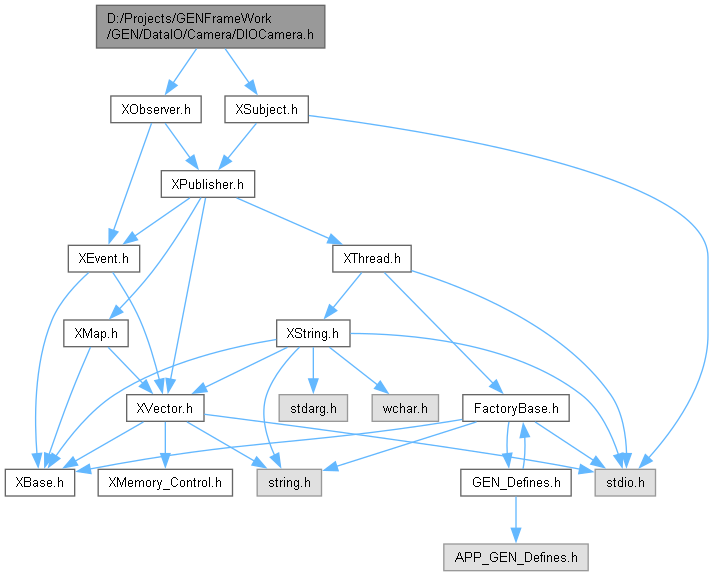 D:/Projects/GENFrameWork
/GEN/DataIO/Camera/DIOCamera.h
XObserver.h
XSubject.h
XPublisher.h
XEvent.h
XThread.h
XMap.h
XString.h
XVector.h
stdarg.h
wchar.h
FactoryBase.h
XBase.h
XMemory_Control.h
string.h
GEN_Defines.h
stdio.h
APP_GEN_Defines.h